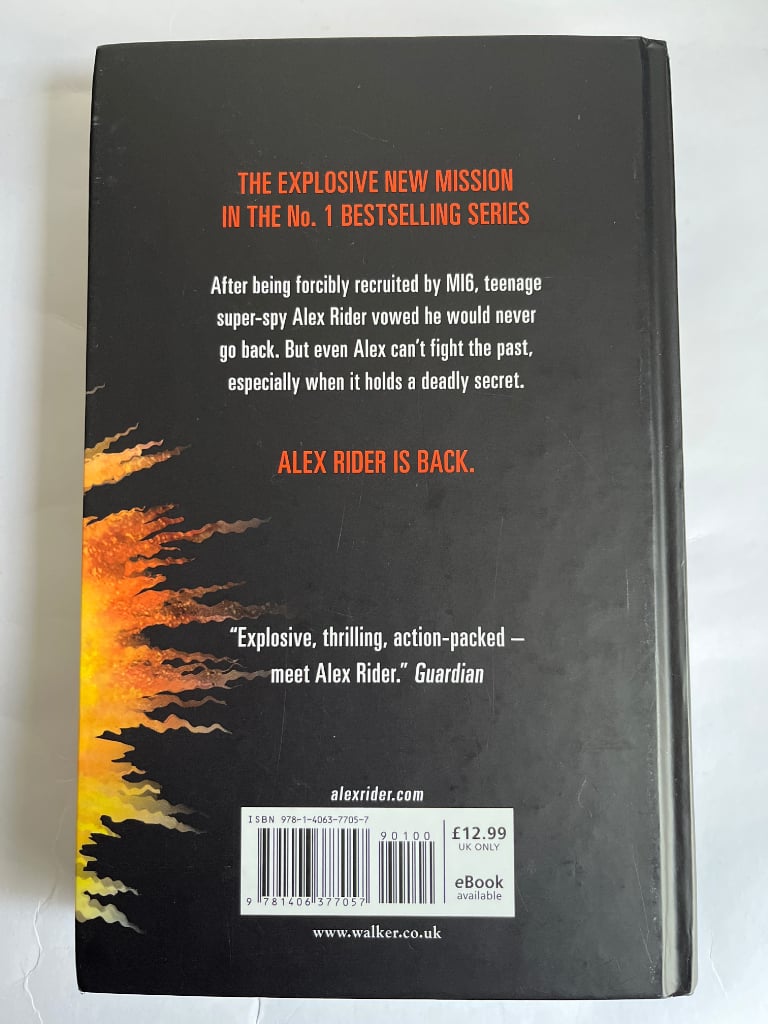 THE EXPLOSIVE NEW MISSION
IN THE No. 1 BESTSELLING SERIES
After being forcibly recruited by MI6, teenage
super-spy Alex Rider vowed he would never
go back. But even Alex can't fight the past,
especially when it holds a deadly secret.
ALEX RIDER IS BACK.
“Explosive, thrilling, action-packed –
meet Alex Rider.” Guardian
alexrider.com
ISBN 978-1-4063-7705-7
90100
£12.99
UK ONLY
eBook
available
9 781406 377057
www.walker.co.uk